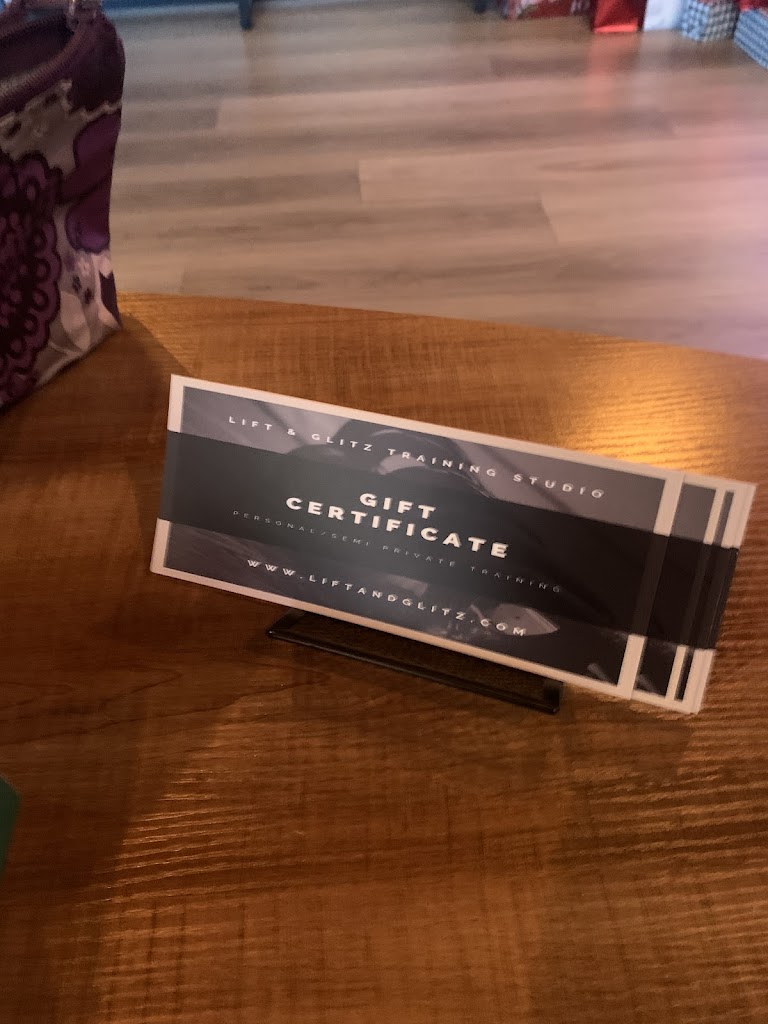 LIFT & GLITZ TRAINING STUDIO
GIFT
CERTIFICATE
PERSONAL/SEMI PRIVATE TRAINING
WWW.LIFTANDGLITZ.COM